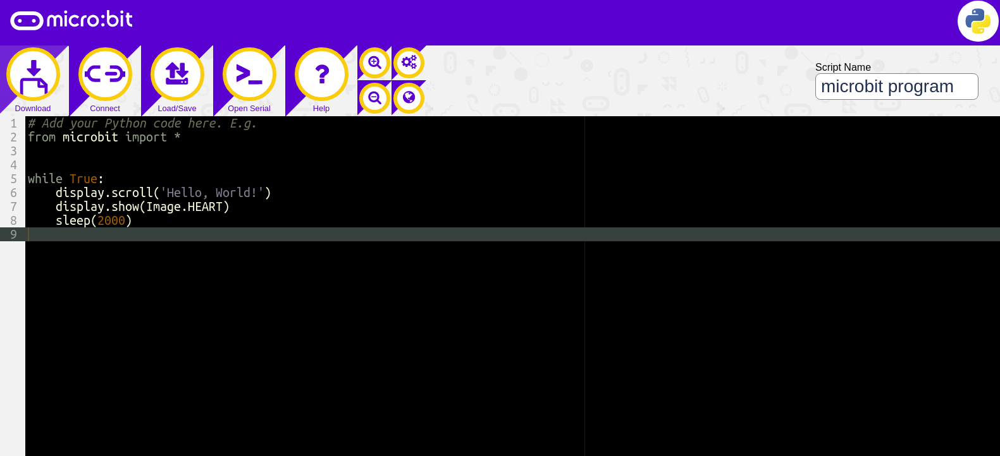 micro:bit
Download
Connect
Load/Save
Open Serial
Help
Script Name
microbit program
1 # Add your Python code here. E.g.
2 from microbit import *
3
4
5 while True:
6     display.scroll('Hello, World!')
7     display.show(Image.HEART)
8     sleep(2000)
9